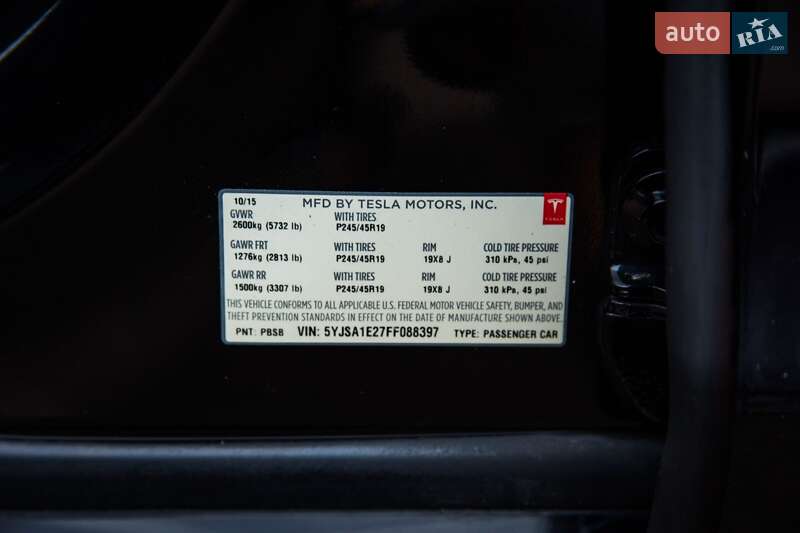 auto RIA
.com
10/15 MFD BY TESLA MOTORS, INC.
GVWR WITH TIRES
2600kg (5732 lb) P245/45R19
TESLA
GAWR FRT WITH TIRES RIM COLD TIRE PRESSURE
1276kg (2813 lb) P245/45R19 19X8 J 310 kPa, 45 psi
GAWR RR WITH TIRES RIM COLD TIRE PRESSURE
1500kg (3307 lb) P245/45R19 19X8 J 310 kPa, 45 psi
THIS VEHICLE CONFORMS TO ALL APPLICABLE U.S. FEDERAL MOTOR VEHICLE SAFETY, BUMPER, AND
THEFT PREVENTION STANDARDS IN EFFECT ON THE DATE OF MANUFACTURE SHOWN ABOVE.
PNT: PBSB VIN: 5YJSA1E27FF088397 TYPE: PASSENGER CAR